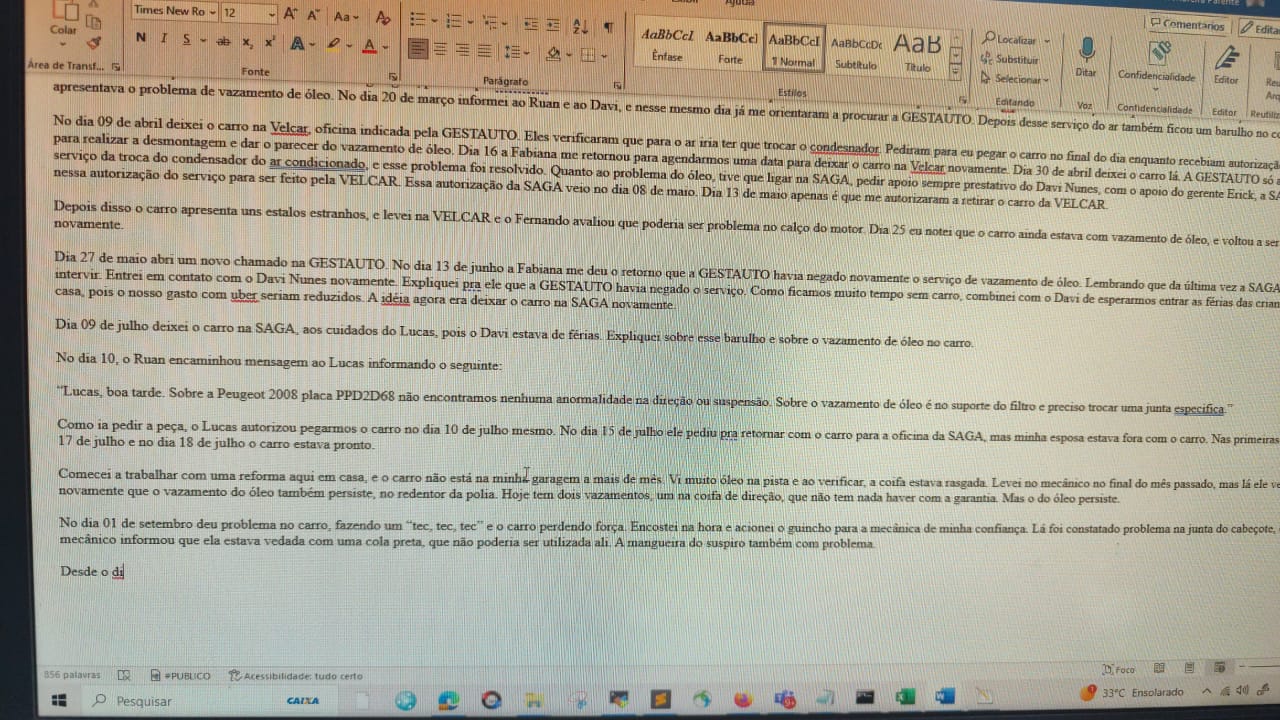 Ajuda
Comentários
Edita
Colar
Times New Ro
12
A A Aa A
N I S ab x₂ x² A A
Área de Transf...
Fonte
Parágrafo
AaBbCcI AaBbCcl AaBbCcI AaBbCcDc AaB
Ênfase Forte ¶ Normal Subtítulo Título
Estilos
Localizar
Substituir
Selecionar
Editando
Ditar
Voz
Confidencialidade
Confidencialidade
Editor
Editor
apresentava o problema de vazamento de óleo. No dia 20 de março informei ao Ruan e ao Davi, e nesse mesmo dia já me orientaram a procurar a GESTAUTO. Depois desse serviço do ar também ficou um barulho no
No dia 09 de abril deixei o carro na Velcar, oficina indicada pela GESTAUTO. Eles verificaram que para o ar iria ter que trocar o condesnador. Pediram para eu pegar o carro no final do dia enquanto recebiam autorizaçã
para realizar a desmontagem e dar o parecer do vazamento de óleo. Dia 16 a Fabiana me retornou para agendarmos uma data para deixar o carro na Velcar novamente. Dia 30 de abril deixei o carro lá. A GESTAUTO só a
serviço da troca do condensador do ar condicionado, e esse problema foi resolvido. Quanto ao problema do óleo, tive que ligar na SAGA, pedir apoio sempre prestativo do Davi Nunes, com o apoio do gerente Erick, a SA
nessa autorização do serviço para ser feito pela VELCAR. Essa autorização da SAGA veio no dia 08 de maio. Dia 13 de maio apenas é que me autorizaram a retirar o carro da VELCAR.
Depois disso o carro apresenta uns estalos estranhos, e levei na VELCAR e o Fernando avaliou que poderia ser problema no calço do motor. Dia 25 eu notei que o carro ainda estava com vazamento de óleo, e voltou a ser
novamente.
Dia 27 de maio abri um novo chamado na GESTAUTO. No dia 13 de junho a Fabiana me deu o retorno que a GESTAUTO havia negado novamente o serviço de vazamento de óleo. Lembrando que da última vez a SAGA
intervir. Entrei em contato com o Davi Nunes novamente. Expliquei pra ele que a GESTAUTO havia negado o serviço. Como ficamos muito tempo sem carro, combinei com o Davi de esperarmos entrar as férias das crian
casa, pois o nosso gasto com uber seriam reduzidos. A idéia agora era deixar o carro na SAGA novamente.
Dia 09 de julho deixei o carro na SAGA, aos cuidados do Lucas, pois o Davi estava de férias. Expliquei sobre esse barulho e sobre o vazamento de óleo no carro.
No dia 10, o Ruan encaminhou mensagem ao Lucas informando o seguinte:
"Lucas, boa tarde. Sobre a Peugeot 2008 placa PPD2D68 não encontramos nenhuma anormalidade na direção ou suspensão. Sobre o vazamento de óleo é no suporte do filtro e preciso trocar uma junta especifica."
Como ia pedir a peça, o Lucas autorizou pegarmos o carro no dia 10 de julho mesmo. No dia 15 de julho ele pediu pra retornar com o carro para a oficina da SAGA, mas minha esposa estava fora com o carro. Nas primeiras
17 de julho e no dia 18 de julho o carro estava pronto.
Comecei a trabalhar com uma reforma aqui em casa, e o carro não está na minha garagem a mais de mês. Vi muito óleo na pista e ao verificar, a coifa estava rasgada. Levei no mecânico no final do mês passado, mas lá ele ve
novamente que o vazamento do óleo também persiste, no redentor da polia. Hoje tem dois vazamentos, um na coifa de direção, que não tem nada haver com a garantia. Mas o do óleo persiste.
No dia 01 de setembro deu problema no carro, fazendo um "tec, tec, tec" e o carro perdendo força. Encostei na hora e acionei o guincho para a mecânica de minha confiança. Lá foi constatado problema na junta do cabeçote,
mecânico informou que ela estava vedada com uma cola preta, que não poderia ser utilizada ali. A mangueira do suspiro também com problema.
Desde o di
856 palavras
#PUBLICO
Acessibilidade: tudo certo
Foco
Pesquisar
CAIXA
33°C Ensolarado